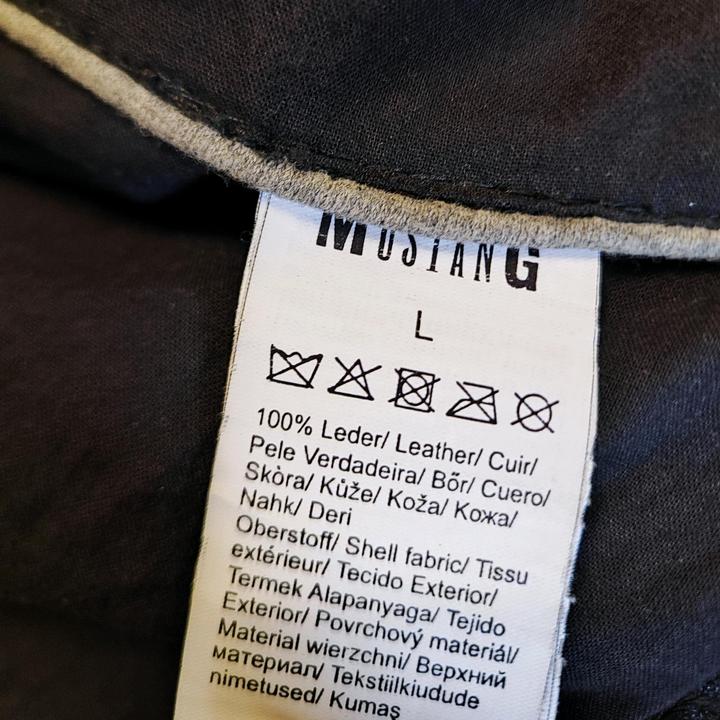 MUSTANG
L
100% Leder/ Leather/ Cuir/
Pele Verdadeira/ Bőr/ Cuero/
Skòra/ Kůže/ Koža/ Кожа/
Nahk/ Deri
Oberstoff/ Shell fabric/ Tissu
extérieur/ Tecido Exterior/
Termek Alapanyaga/ Tejido
Exterior/ Povrchový materiál/
Material wierzchni/ Верхний
материал/ Tekstiilkiudude
nimetused/ Kumaş